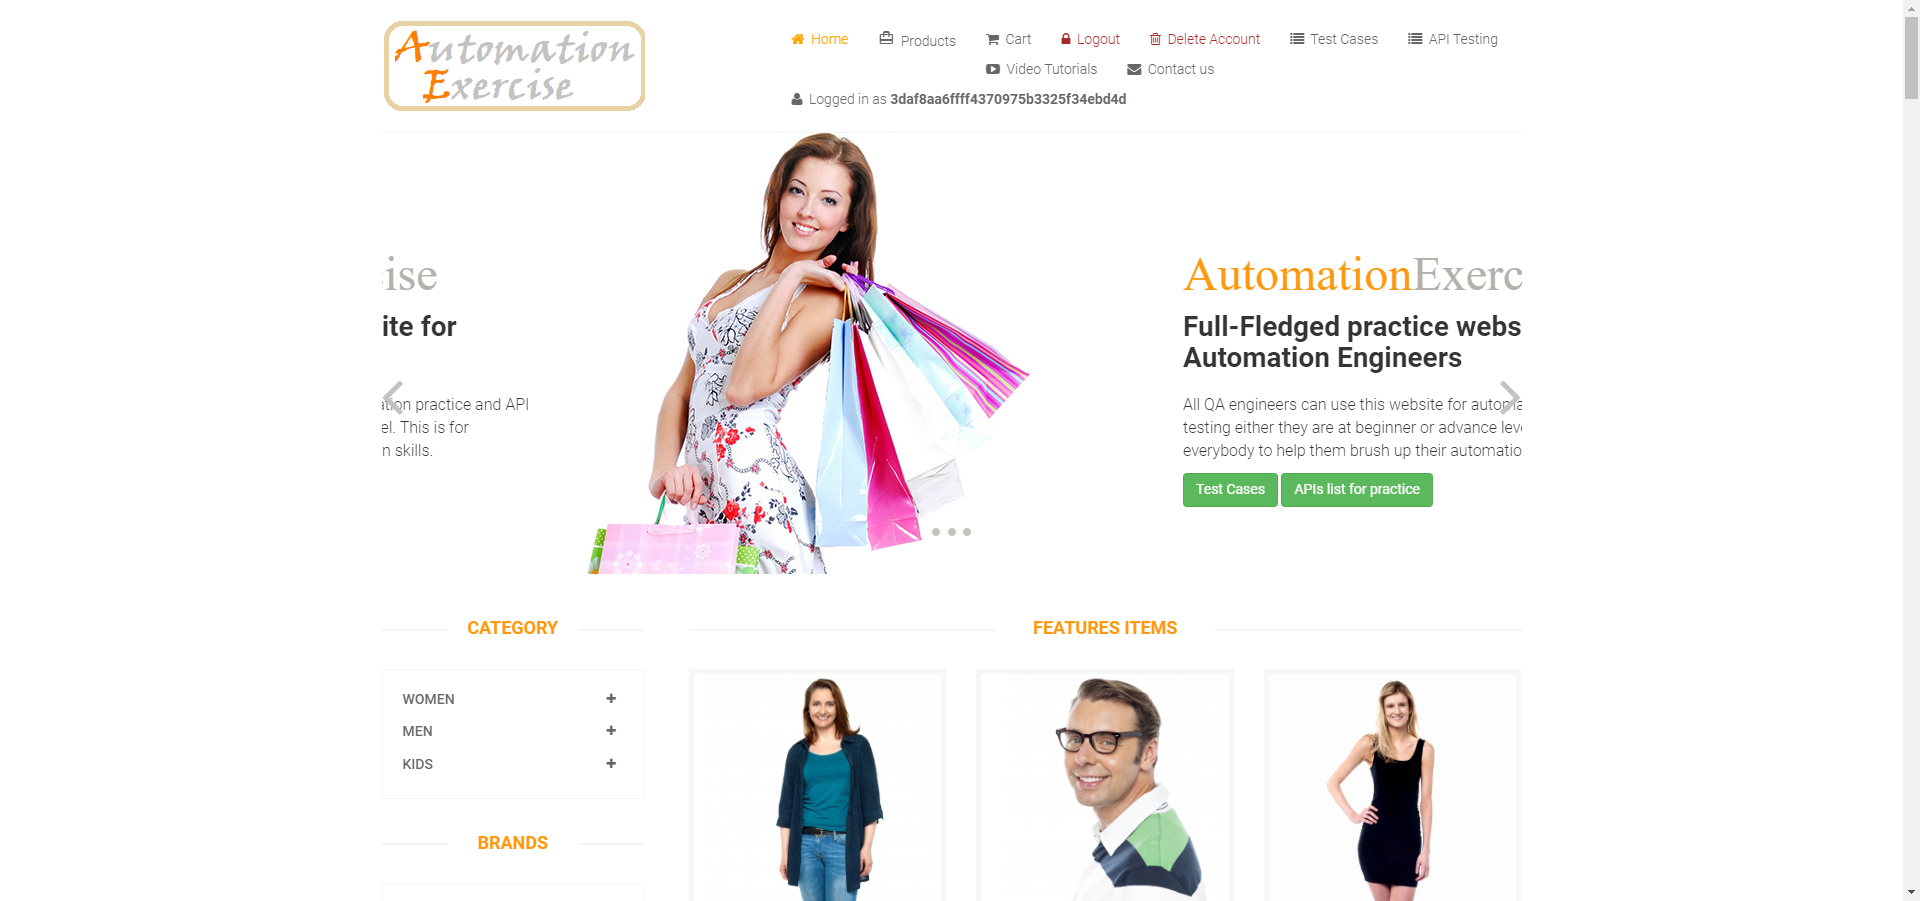 Automation
Exercise
Home
Products
Cart
Logout
Delete Account
Test Cases
API Testing
Video Tutorials
Contact us
Logged in as 3daf8aa6ffff4370975b3325f34ebd4d
ise
ite for
ation practice and API
el. This is for
n skills.
AutomationExerc
Full-Fledged practice webs
Automation Engineers
All QA engineers can use this website for automa
testing either they are at beginner or advance leve
everybody to help them brush up their automatio
Test Cases
APIs list for practice
CATEGORY
WOMEN
MEN
KIDS
BRANDS
FEATURES ITEMS